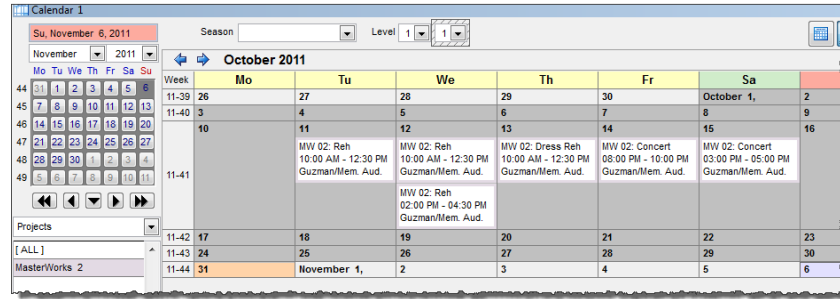 Calendar 1
Su, November 6, 2011
Season
Level 1 1
November 2011
October 2011
Mo Tu We Th Fr Sa Su
44 31 1 2 3 4 5 6
45 7 8 9 10 11 12 13
46 14 15 16 17 18 19 20
47 21 22 23 24 25 26 27
48 28 29 30 1 2 3 4
49 5 6 7 8 9 10 11
Projects
[ ALL ]
MasterWorks 2
Week Mo Tu We Th Fr Sa
11-39 26 27 28 29 30 October 1, 2
11-40 3 4 5 6 7 8 9
11-41 10 11 12 13 14 15 16
MW 02: Reh
10:00 AM - 12:30 PM
Guzman/Mem. Aud.
MW 02: Reh
10:00 AM - 12:30 PM
Guzman/Mem. Aud.
MW 02: Reh
02:00 PM - 04:30 PM
Guzman/Mem. Aud.
MW 02: Dress Reh
10:00 AM - 12:30 PM
Guzman/Mem. Aud.
MW 02: Concert
08:00 PM - 10:00 PM
Guzman/Mem. Aud.
MW 02: Concert
03:00 PM - 05:00 PM
Guzman/Mem. Aud.
11-42 17 18 19 20 21 22 23
11-43 24 25 26 27 28 29 30
11-44 31 November 1, 2 3 4 5 6